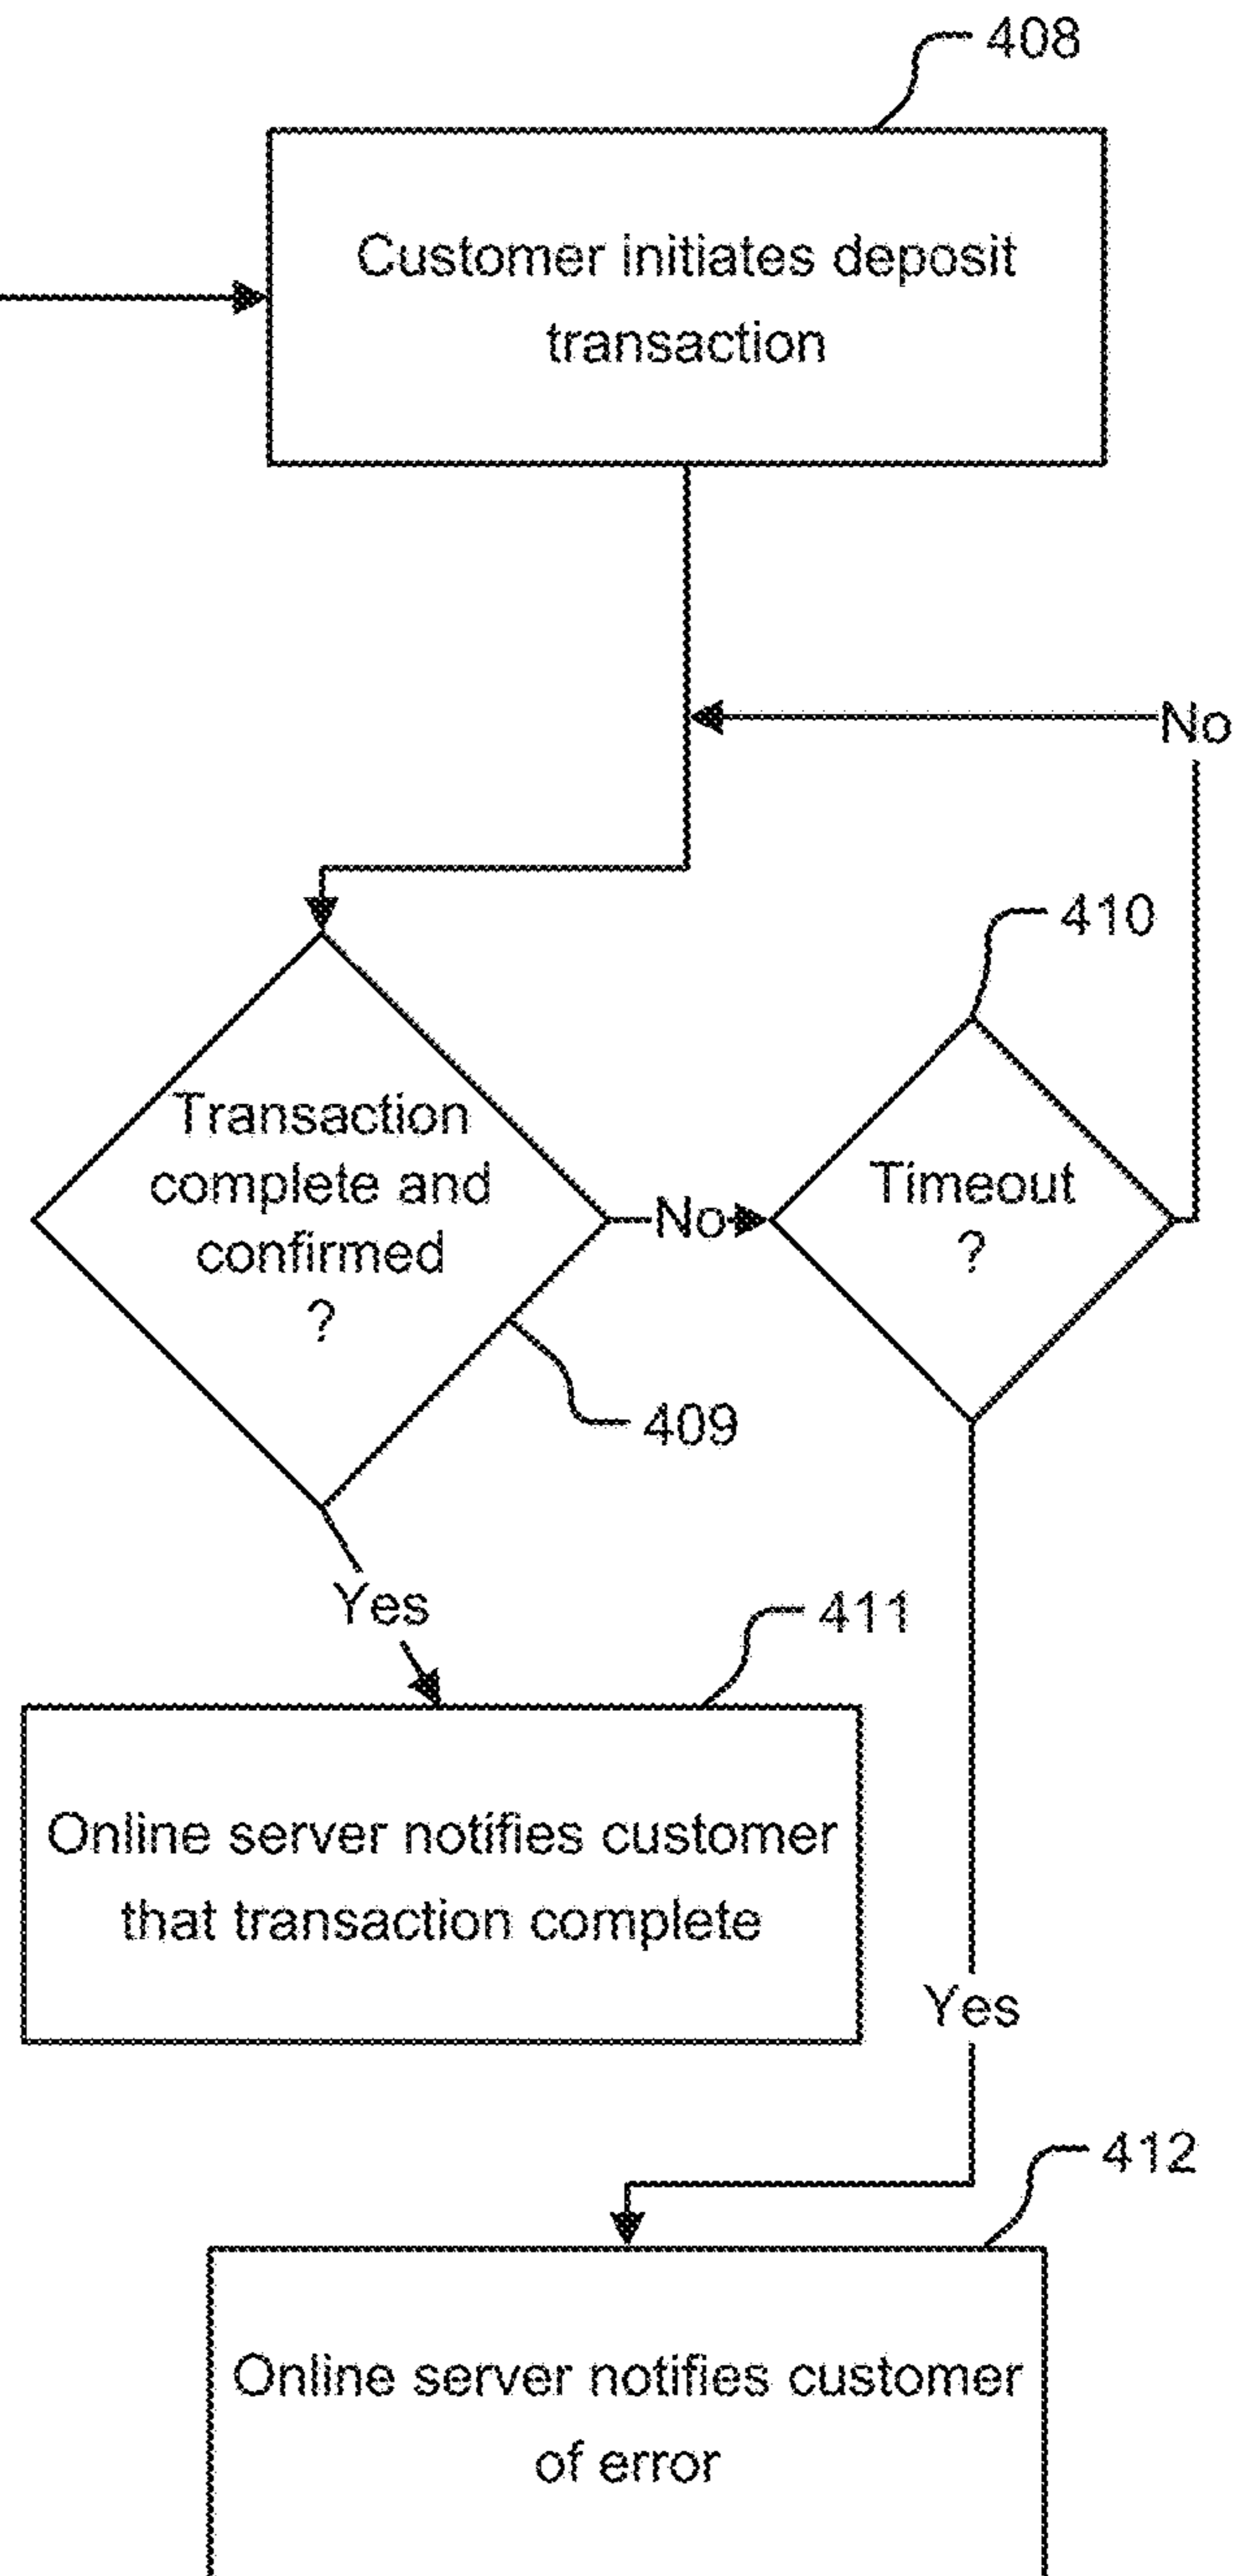 408
Customer initiates deposit
transaction
No
410
Transaction
complete and
confirmed
?
No
Timeout
?
409
Yes
411
Online server notifies customer
that transaction complete
Yes
412
Online server notifies customer
of error